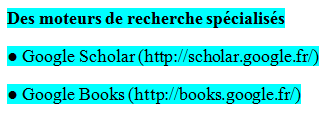 Des moteurs de recherche spécialisés
● Google Scholar (http://scholar.google.fr/)
● Google Books (http://books.google.fr/)